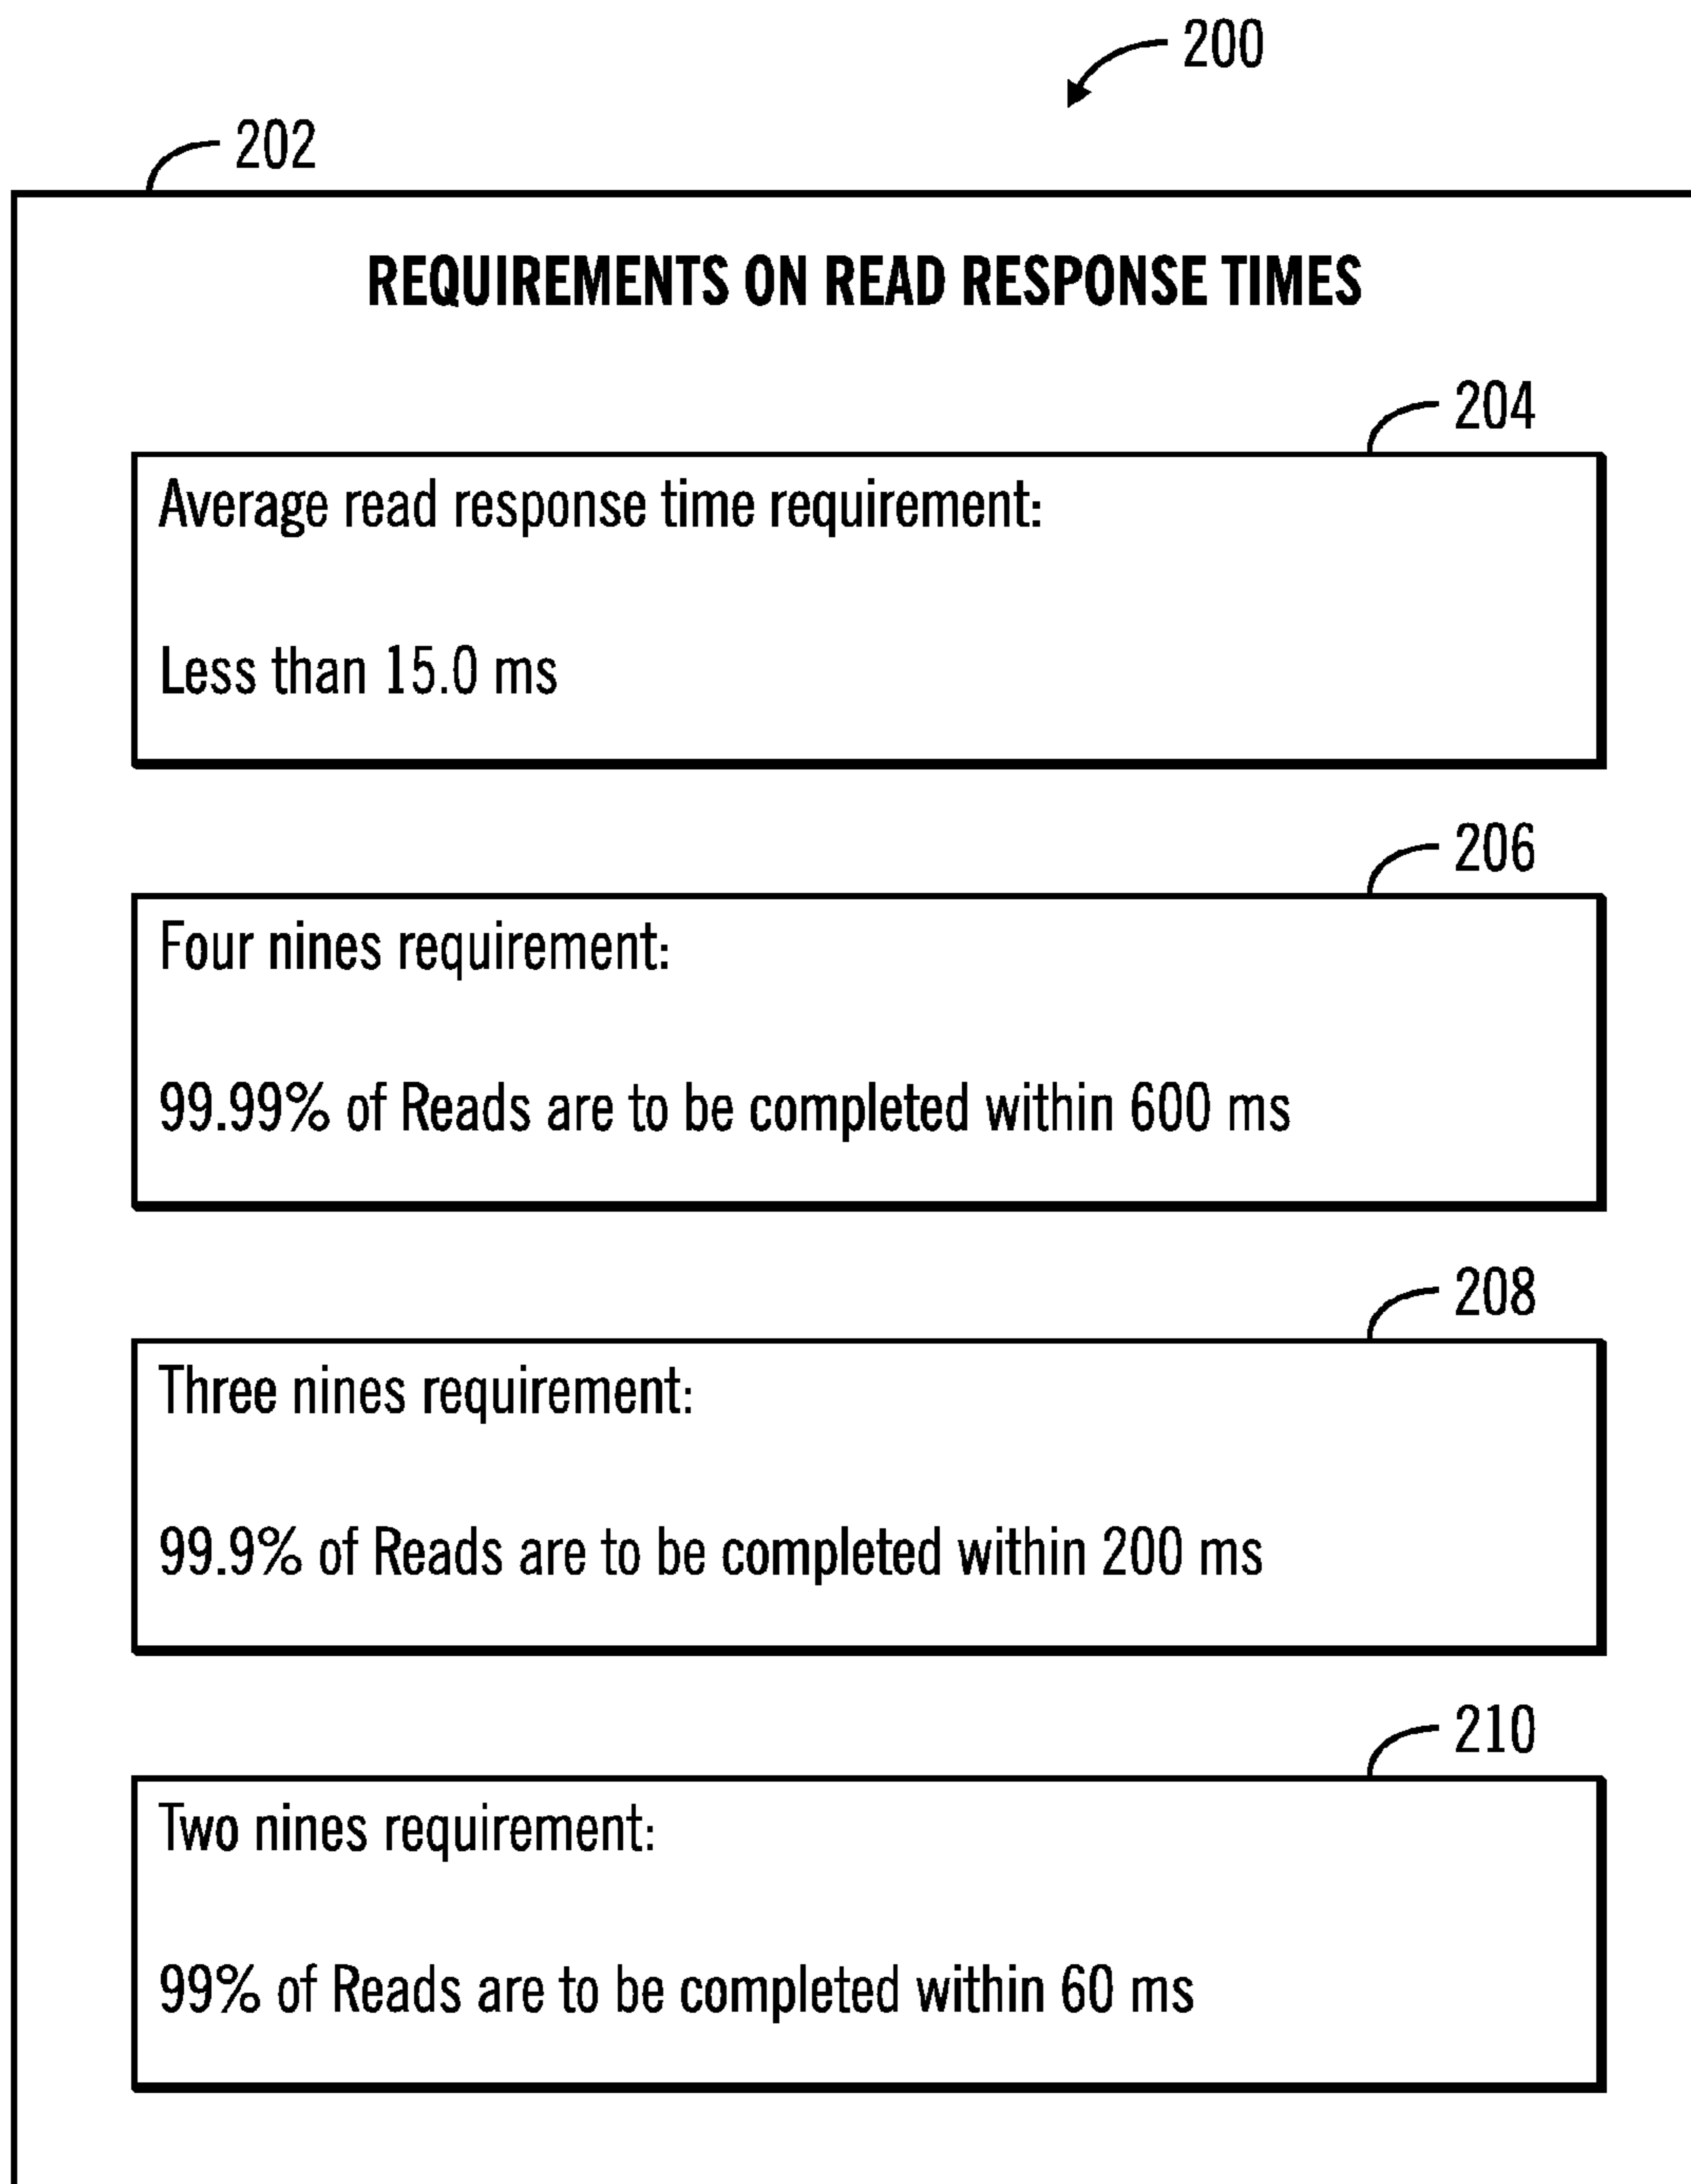 200
202
REQUIREMENTS ON READ RESPONSE TIMES
204
Average read response time requirement:
Less than 15.0 ms
206
Four nines requirement:
99.99% of Reads are to be completed within 600 ms
208
Three nines requirement:
99.9% of Reads are to be completed within 200 ms
210
Two nines requirement:
99% of Reads are to be completed within 60 ms